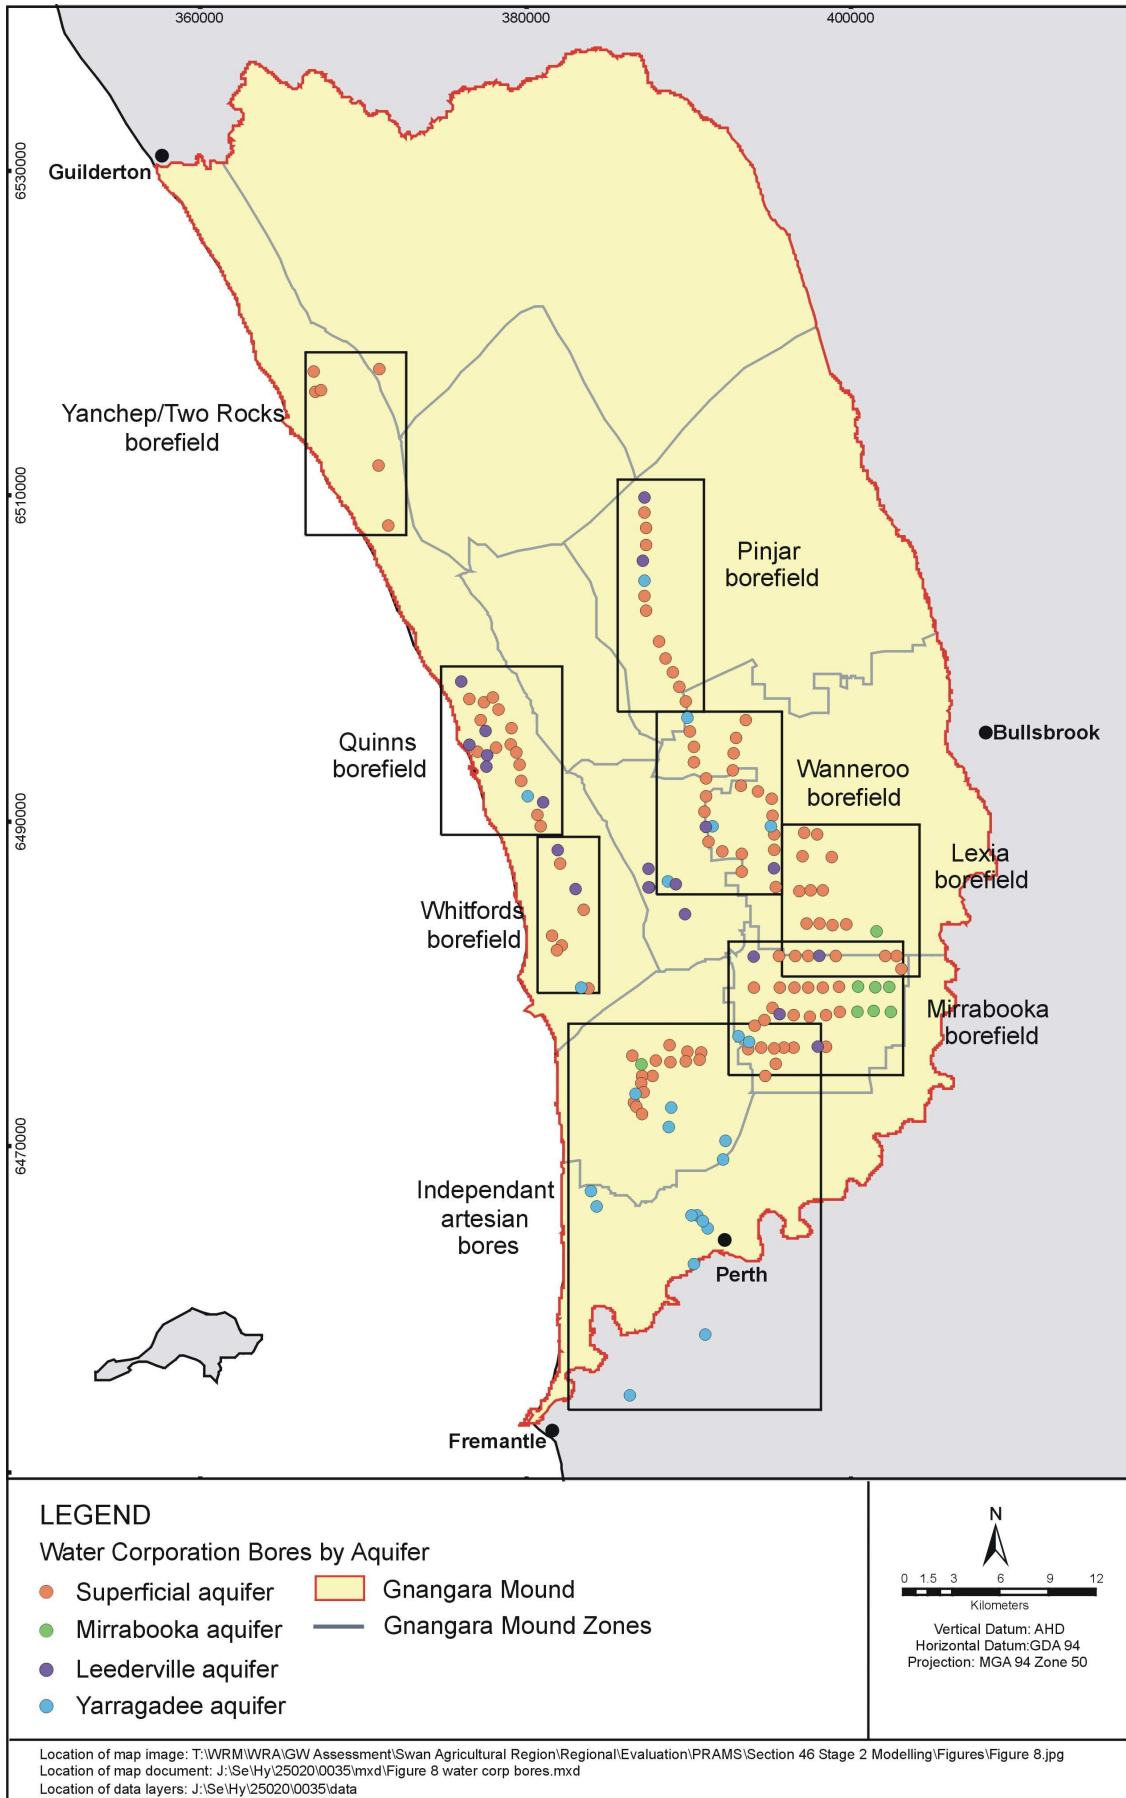 360000
380000
400000
6530000
Guilderton
Yanchep/Two Rocks
borefield
6510000
Pinjar
borefield
Bullsbrook
Quinns
borefield
Wanneroo
borefield
6490000
Lexia
borefield
Whitfords
borefield
Mirrabooka
borefield
6470000
Independant
artesian
bores
Perth
Fremantle
LEGEND
Water Corporation Bores by Aquifer
Superficial aquifer
Gnangara Mound
Mirrabooka aquifer
Gnangara Mound Zones
Leederville aquifer
Yarragadee aquifer
N
0 1.5 3 6 9 12
Kilometers
Vertical Datum: AHD
Horizontal Datum:GDA 94
Projection: MGA 94 Zone 50
Location of map image: T:\WRM\WRA\GW Assessment\Swan Agricultural Region\Regional\Evaluation\PRAMS\Section 46 Stage 2 Modelling\Figures\Figure 8.jpg
Location of map document: J:\Se\Hy\25020\0035\mxd\Figure 8 water corp bores.mxd
Location of data layers: J:\Se\Hy\25020\0035\data